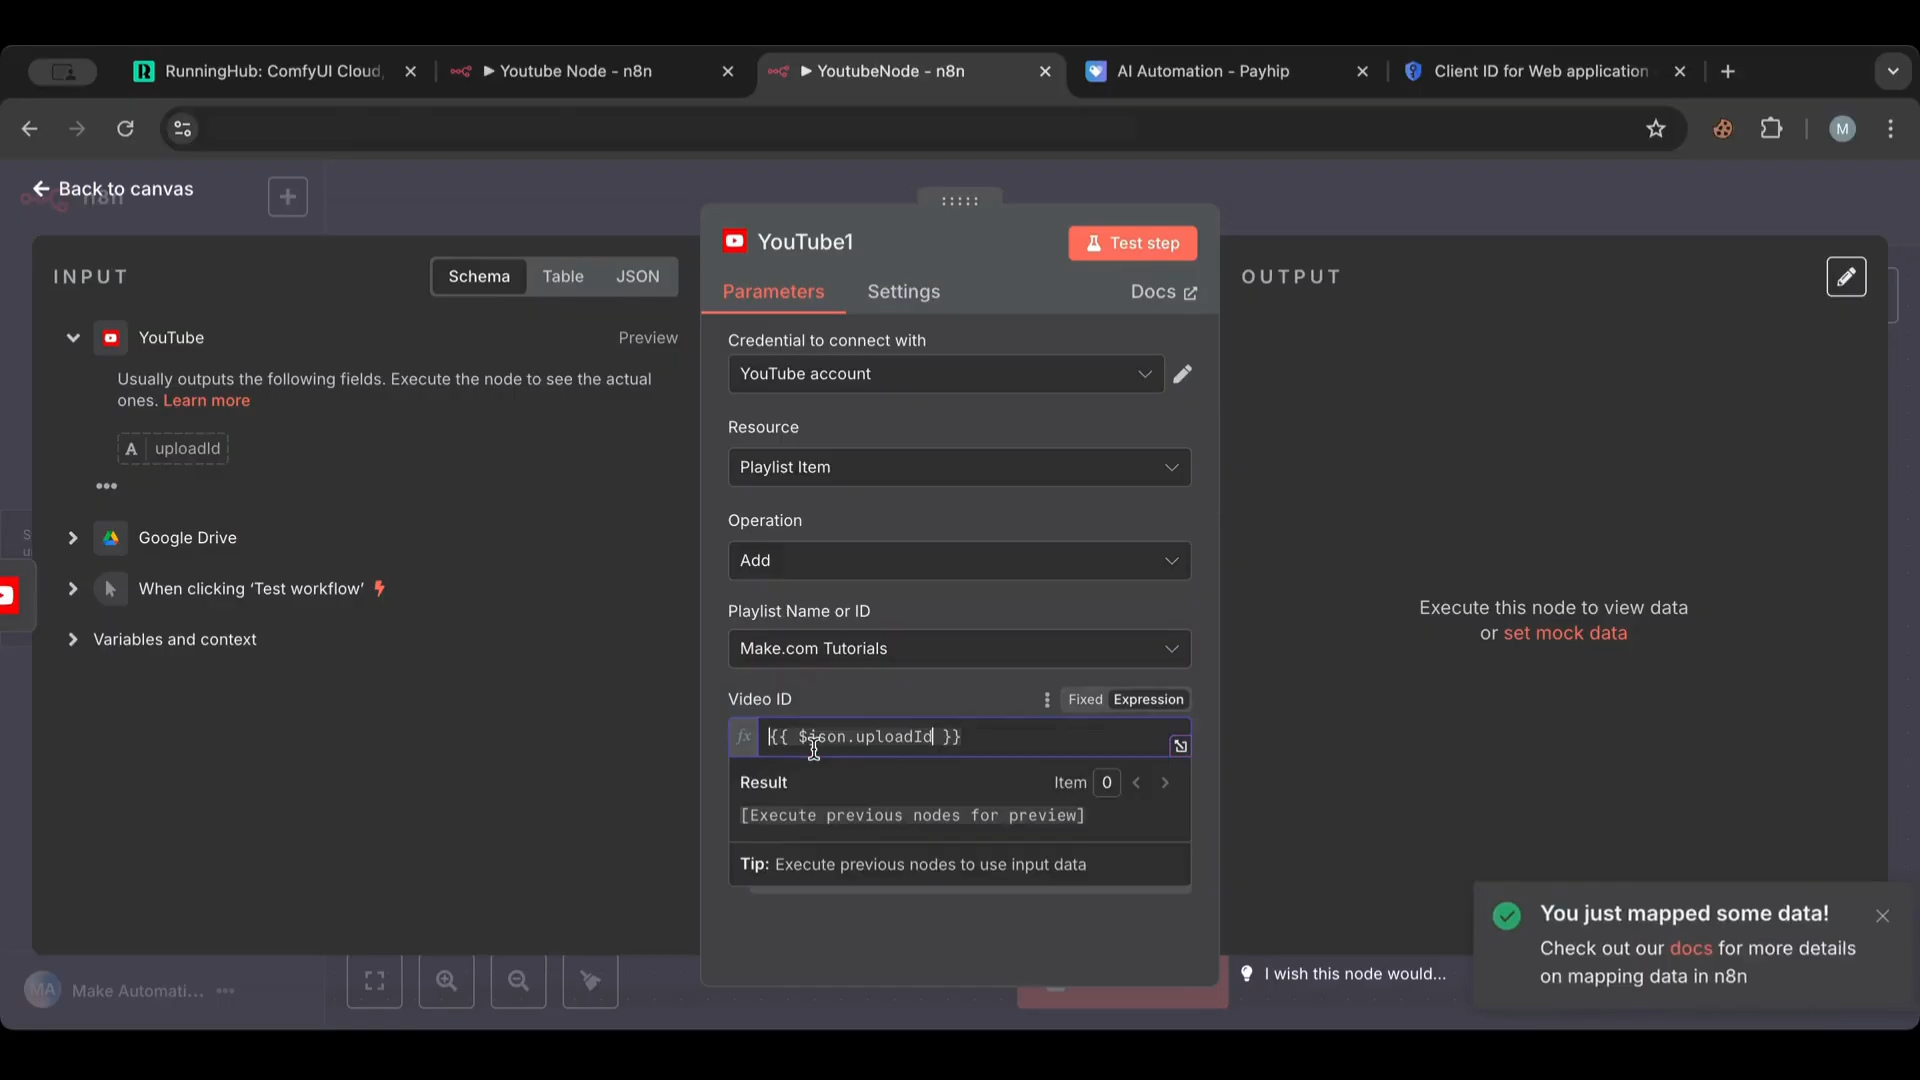 RunningHub: ComfyUI Cloud,
Youtube Node - n8n
YoutubeNode - n8n
AI Automation - Payhip
Client ID for Web application
M
Back to canvas
n8n
INPUT
Schema
Table
JSON
YouTube
Preview
Usually outputs the following fields. Execute the node to see the actual
ones. Learn more
A uploadId
Google Drive
When clicking ‘Test workflow’
Variables and context
YouTube1
Test step
Parameters
Settings
Docs
Credential to connect with
YouTube account
Resource
Playlist Item
Operation
Add
Playlist Name or ID
Make.com Tutorials
Video ID
Fixed
Expression
fx
{{ $json.uploadId }}
Result
Item 0
[Execute previous nodes for preview]
Tip: Execute previous nodes to use input data
OUTPUT
Execute this node to view data
or set mock data
I wish this node would...
You just mapped some data!
Check out our docs for more details
on mapping data in n8n
MA
Make Automati...